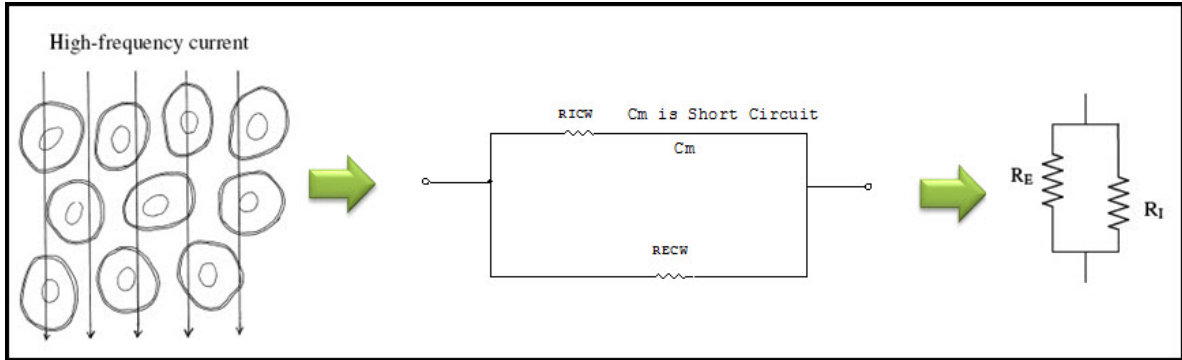 High-frequency current
RICW
Cm is Short Circuit
Cm
RECW
RE
RI